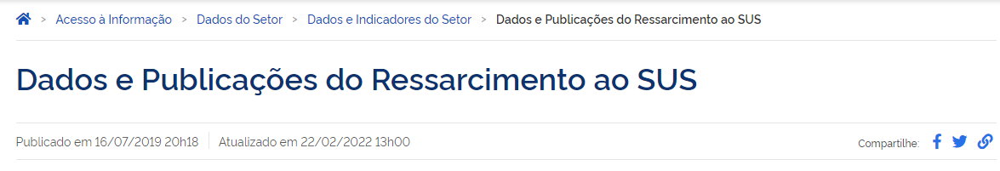 > Acesso à Informação > Dados do Setor > Dados e Indicadores do Setor > Dados e Publicações do Ressarcimento ao SUS
Dados e Publicações do Ressarcimento ao SUS
Publicado em 16/07/2019 20h18 Atualizado em 22/02/2022 13h00 Compartilhe: